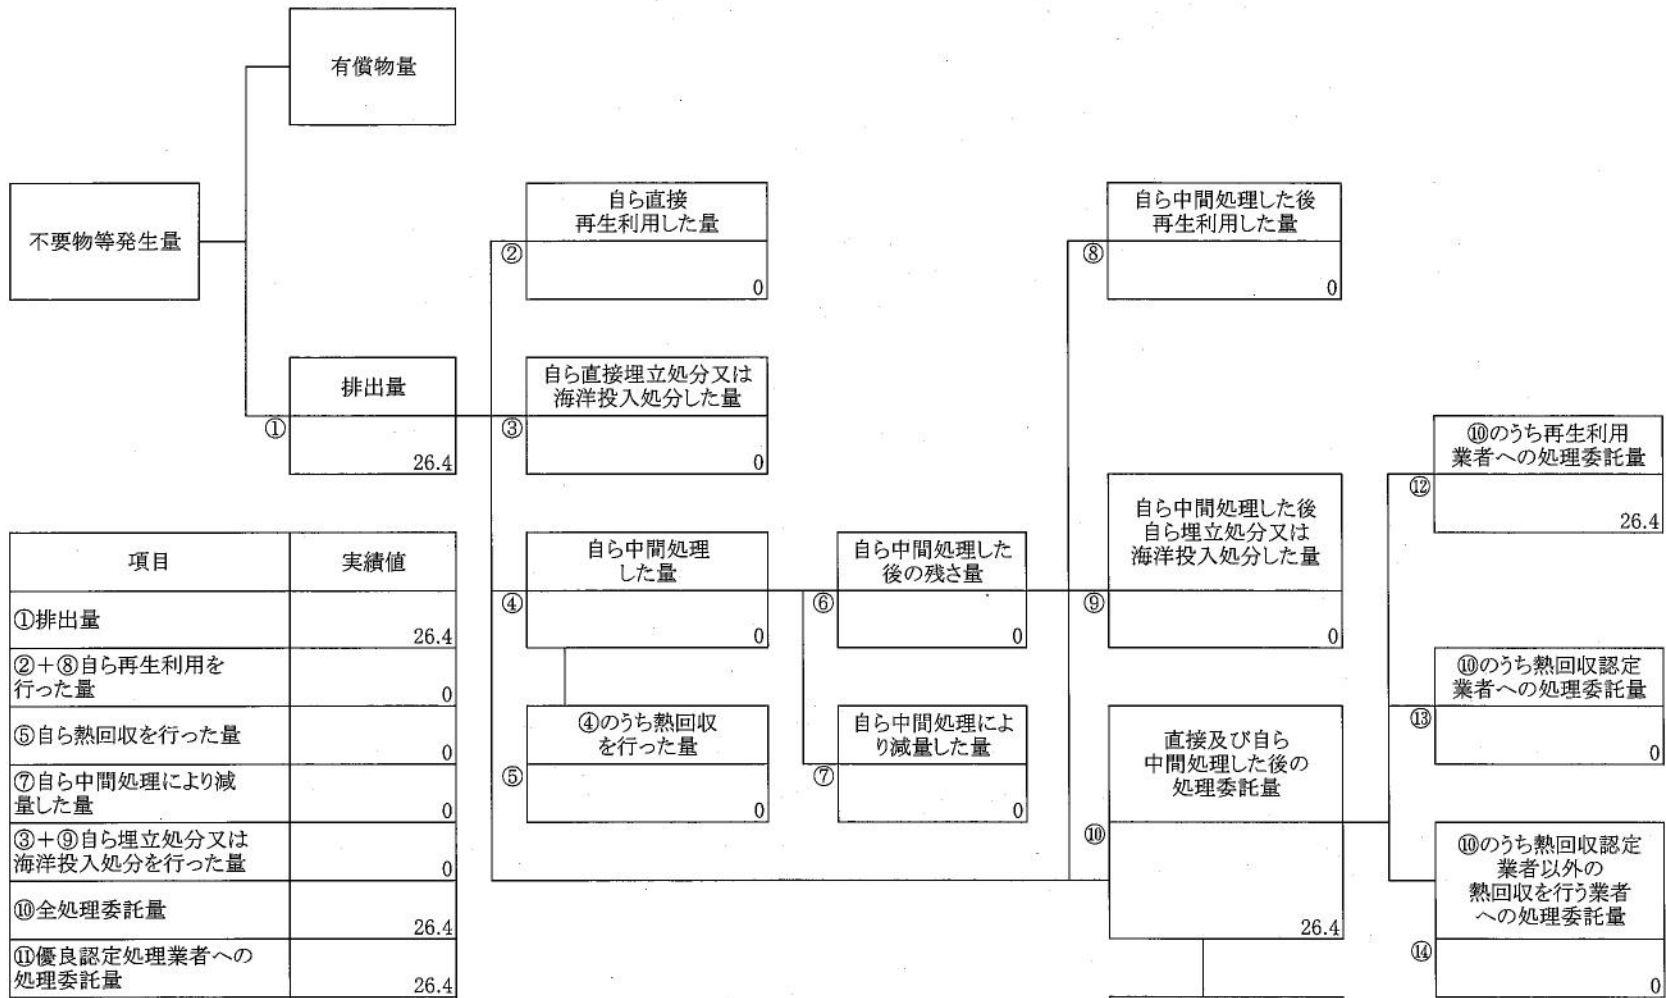 有償物量
不要物等発生量
自ら直接
再生利用した量
②
0
自ら中間処理した後
再生利用した量
⑧
0
排出量
①
26.4
自ら直接埋立処分又は
海洋投入処分した量
③
0
⑩のうち再生利用
業者への処理委託量
⑫
26.4
自ら中間処理
した量
④
0
自ら中間処理した
後の残さ量
⑥
0
自ら中間処理した後
自ら埋立処分又は
海洋投入処分した量
⑨
0
⑩のうち熱回収認定
業者への処理委託量
⑬
0
④のうち熱回収
を行った量
⑤
0
自ら中間処理によ
り減量した量
⑦
0
直接及び自ら
中間処理した後の
処理委託量
⑩
26.4
⑩のうち熱回収認定
業者以外の
熱回収を行う業者
への処理委託量
⑭
0
項目 実績値
①排出量
26.4
②+⑧自ら再生利用を
行った量
0
⑤自ら熱回収を行った量
0
⑦自ら中間処理により減
量した量
0
③+⑨自ら埋立処分又は
海洋投入処分を行った量
0
⑩全処理委託量
26.4
⑪優良認定処理業者への
処理委託量
26.4